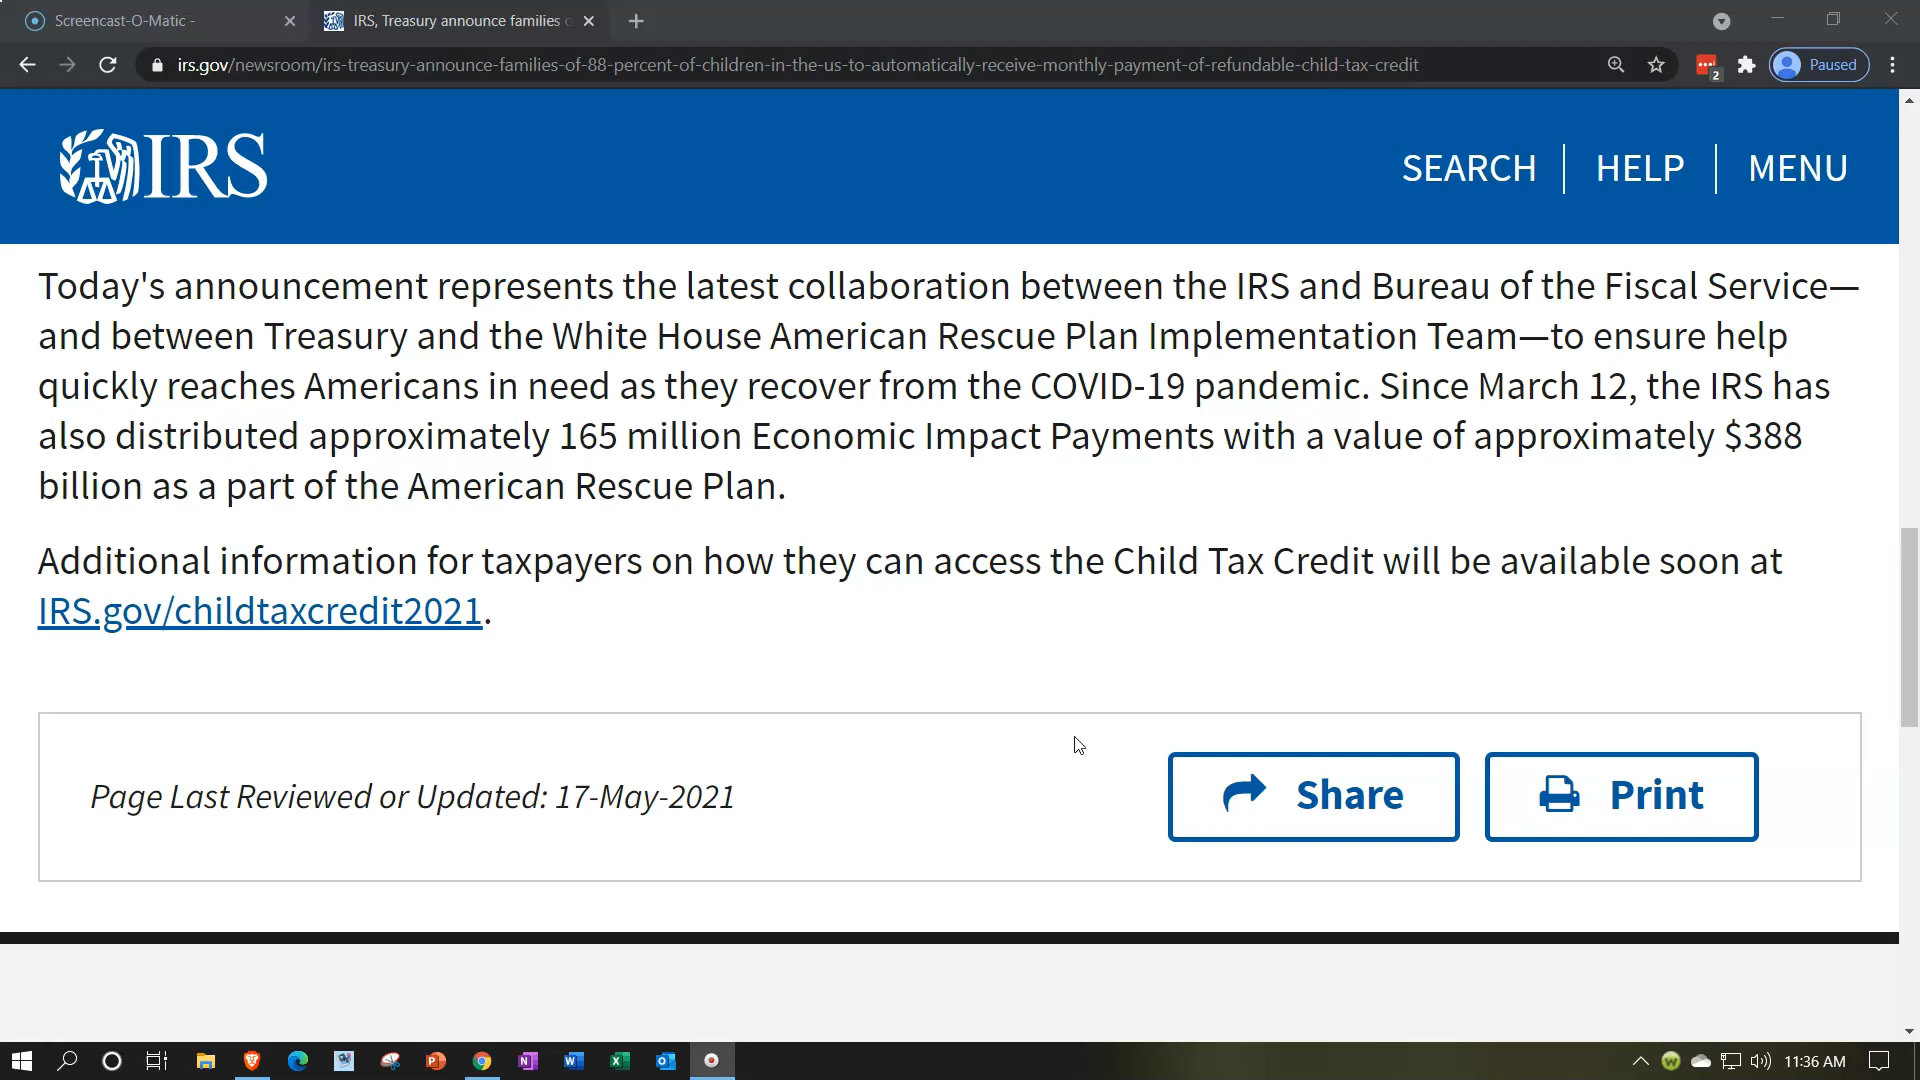 Screencast-O-Matic -
IRS, Treasury announce families o
irs.gov/newsroom/irs-treasury-announce-families-of-88-percent-of-children-in-the-us-to-automatically-receive-monthly-payment-of-refundable-child-tax-credit
2
Paused
IRS
SEARCH
HELP
MENU
Today's announcement represents the latest collaboration between the IRS and Bureau of the Fiscal Service—
and between Treasury and the White House American Rescue Plan Implementation Team—to ensure help
quickly reaches Americans in need as they recover from the COVID-19 pandemic. Since March 12, the IRS has
also distributed approximately 165 million Economic Impact Payments with a value of approximately $388
billion as a part of the American Rescue Plan.
Additional information for taxpayers on how they can access the Child Tax Credit will be available soon at
IRS.gov/childtaxcredit2021.
Page Last Reviewed or Updated: 17-May-2021
Share
Print
11:36 AM